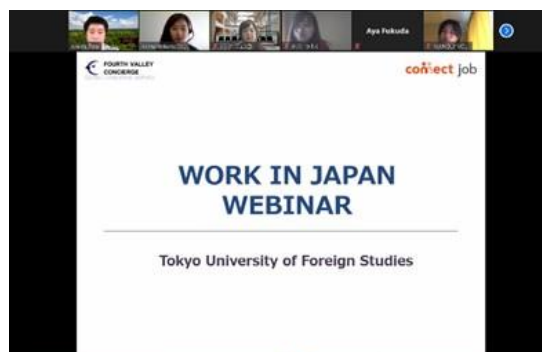 Aya Fukuda
FOURTH VALLEY
CONCIERGE
connect job
WORK IN JAPAN
WEBINAR
Tokyo University of Foreign Studies